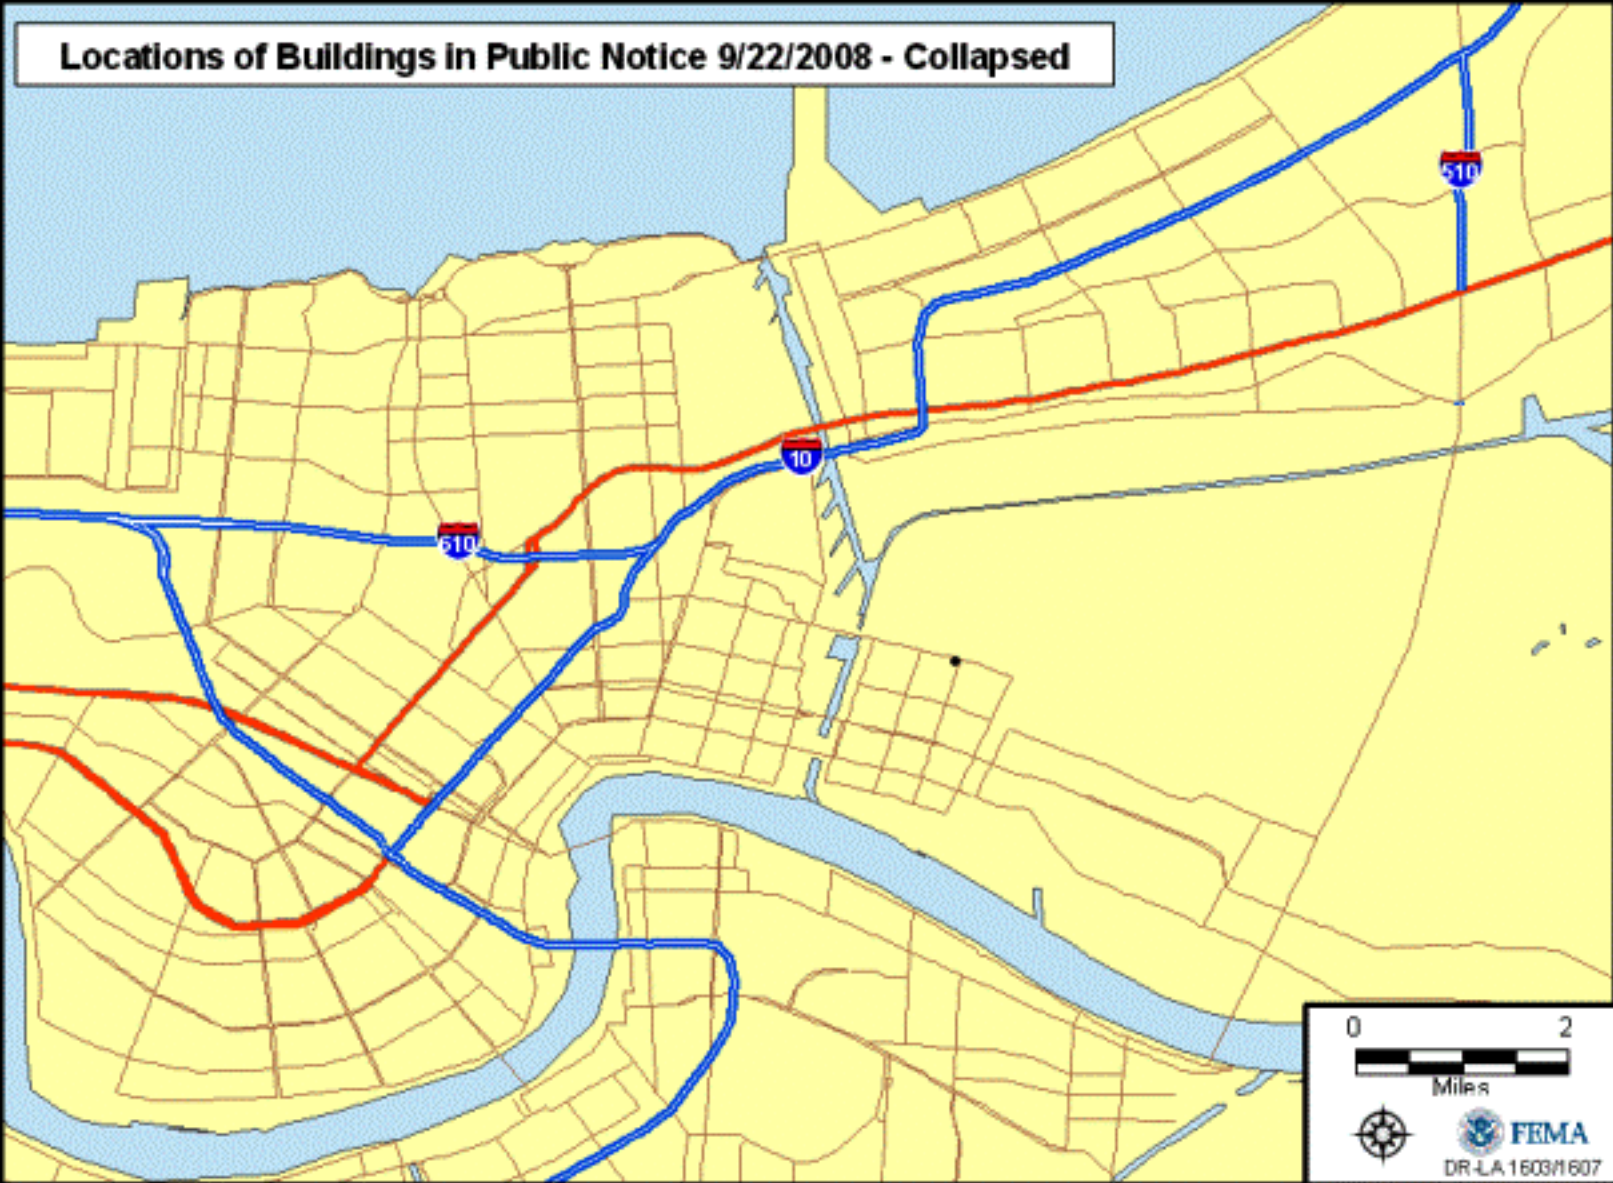 Locations of Buildings in Public Notice 9/22/2008 - Collapsed
510
10
610
0 2
Miles
FEMA
DR-LA 1603/1607